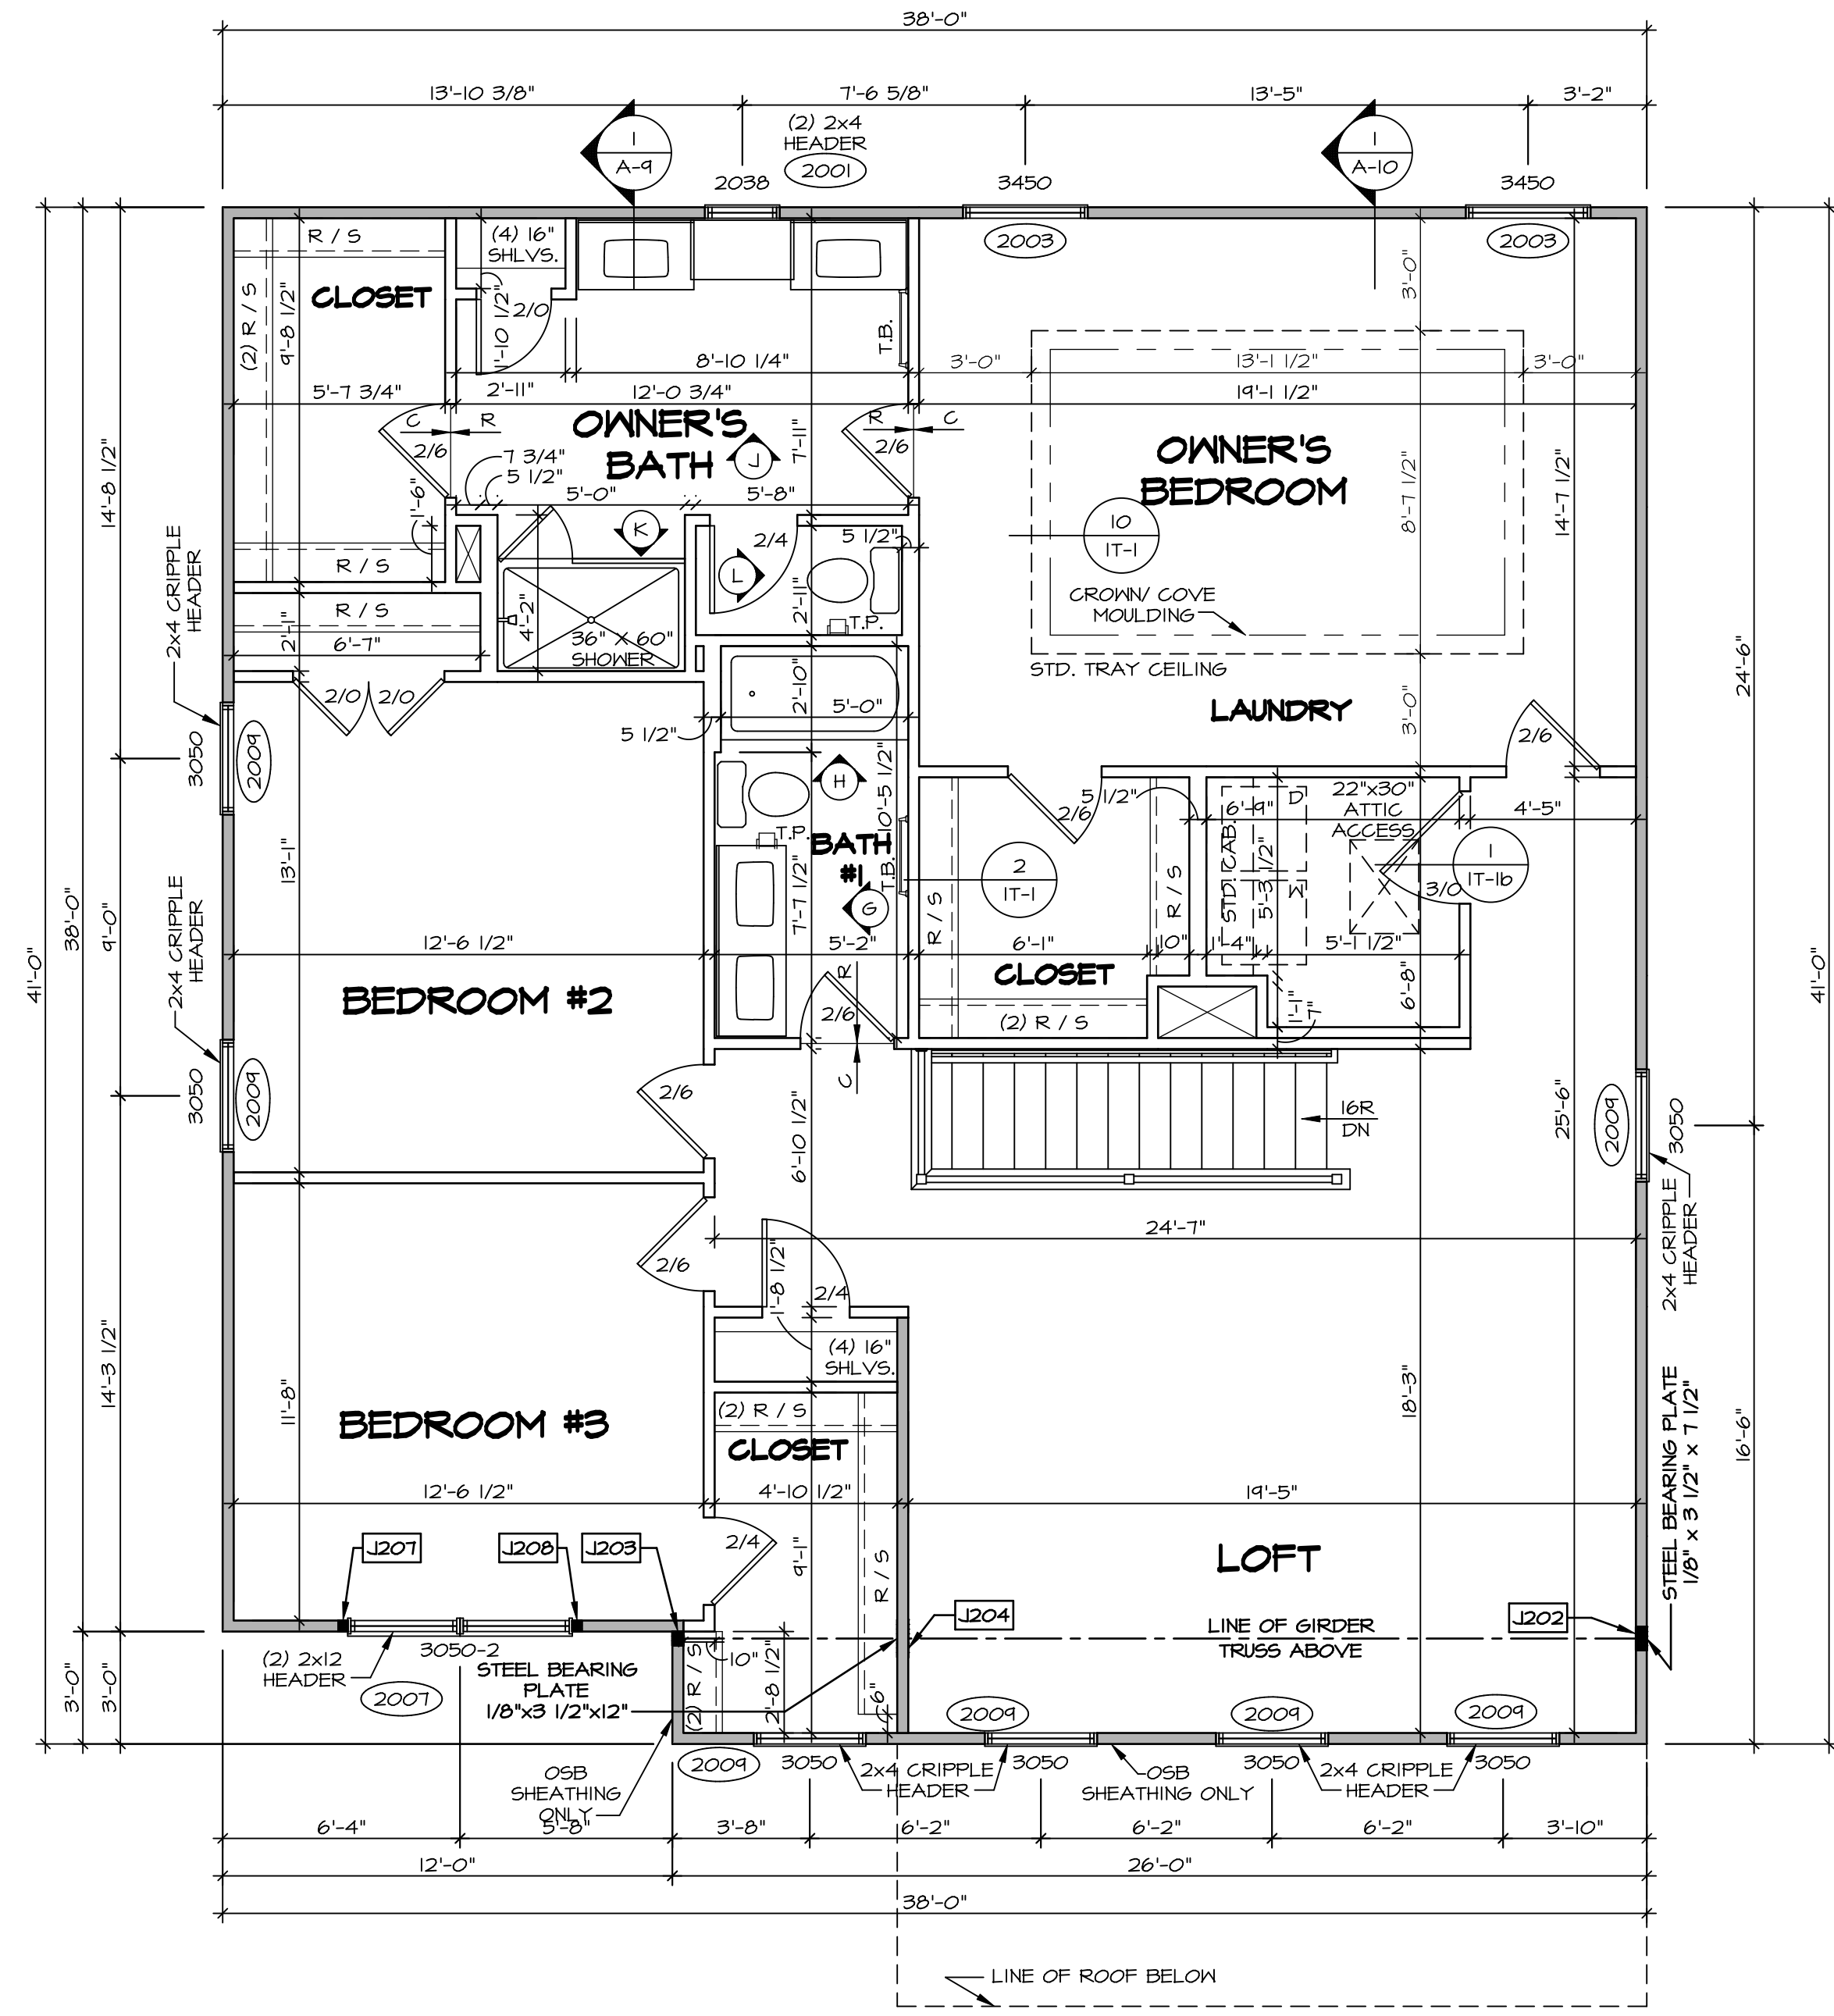 38'-0"
13'-10 3/8"
7'-6 5/8"
13'-5"
3'-2"
(2) 2x4
HEADER
2001
1
A-9
1
A-10
2038
3450
3450
2003
2003
R / S
(4) 16"
SHLVS.
CLOSET
(2) R / S
9'-8 1/2"
1'-10 1/2"
2/0
T.B.
3'-0"
8'-10 1/4"
3'-0"
13'-1 1/2"
3'-0"
5'-7 3/4"
2'-11"
12'-0 3/4"
19'-1 1/2"
C
R
2/6
OWNER'S
BATH
J
7'-11"
R
C
2/6
OWNER'S
BEDROOM
8'-7 1/2"
14'-7 1/2"
7 3/4"
5 1/2"
5'-0"
5'-8"
1'-6"
K
2/4
5 1/2"
10
1T-1
L
R / S
14'-8 1/2"
2x4 CRIPPLE
HEADER
R / S
2'-1"
6'-7"
4'-2"
36" X 60"
SHOWER
2'-11"
T.P.
CROWN/ COVE
MOULDING
STD. TRAY CEILING
24'-6"
2/0
2/0
2'-10"
5'-0"
5 1/2"
LAUNDRY
3'-0"
2/6
3050
2009
H
10'-5 1/2"
5 1/2"
2/6
6'-9"
D
22"x30"
ATTIC
ACCESS
4'-5"
T.P.
BATH
#1
T.B.
13'-1"
7'-7 1/2"
G
2
1T-1
R / S
R / S
STD. CAB.
5'-3 1/2"
W
3/0
1
1T-1b
38'-0"
9'-0"
2x4 CRIPPLE
HEADER
12'-6 1/2"
5'-2"
6'-1"
10"
1'-4"
5'-1 1/2"
41'-0"
41'-0"
BEDROOM #2
R
2/6
C
CLOSET
(2) R / S
1'-1"
7"
6'-8"
3050
2009
2/6
6'-10 1/2"
16R
DN
25'-6"
2009
3050
2x4 CRIPPLE
HEADER
24'-7"
2/6
1'-8 1/2"
2/4
(4) 16"
SHLVS.
14'-3 1/2"
11'-8"
18'-3"
16'-6"
STEEL BEARING PLATE
1/8" x 3 1/2" x 7 1/2"
BEDROOM #3
(2) R / S
CLOSET
12'-6 1/2"
4'-10 1/2"
19'-5"
J207
J208
J203
2/4
9'-1"
R / S
LOFT
J204
J202
LINE OF GIRDER
TRUSS ABOVE
3'-0"
3'-0"
(2) 2x12
HEADER
3050-2
2007
STEEL BEARING
PLATE
1/8"x3 1/2"x12"
(2) R / S
10"
2'-8 1/2"
6"
2009
2009
2009
2009
3050
2x4 CRIPPLE
HEADER
3050
OSB
SHEATHING ONLY
3050
2x4 CRIPPLE
HEADER
3050
OSB
SHEATHING
ONLY
6'-4"
5'-8"
3'-8"
6'-2"
6'-2"
6'-2"
3'-10"
12'-0"
26'-0"
38'-0"
LINE OF ROOF BELOW